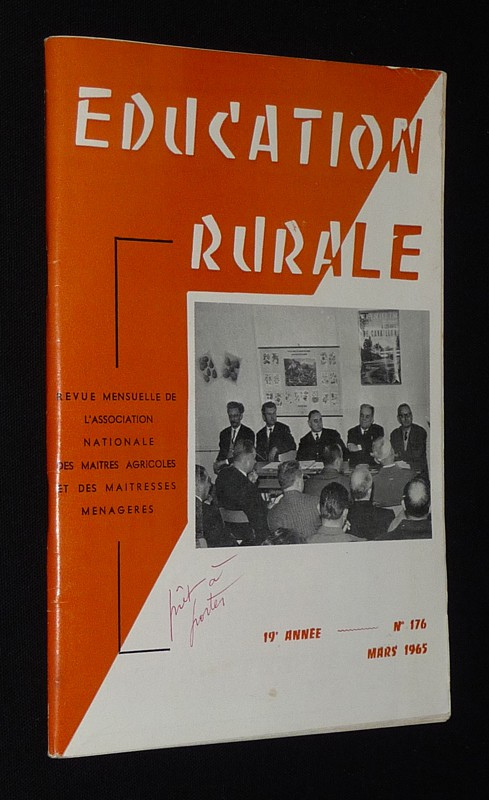 EDUCATION
RURALE
REVUE MENSUELLE DE
L'ASSOCIATION
NATIONALE
DES MAITRES AGRICOLES
ET DES MAITRESSES
MENAGERES
prêt à
porter
19e ANNÉE
N° 176
MARS 1965